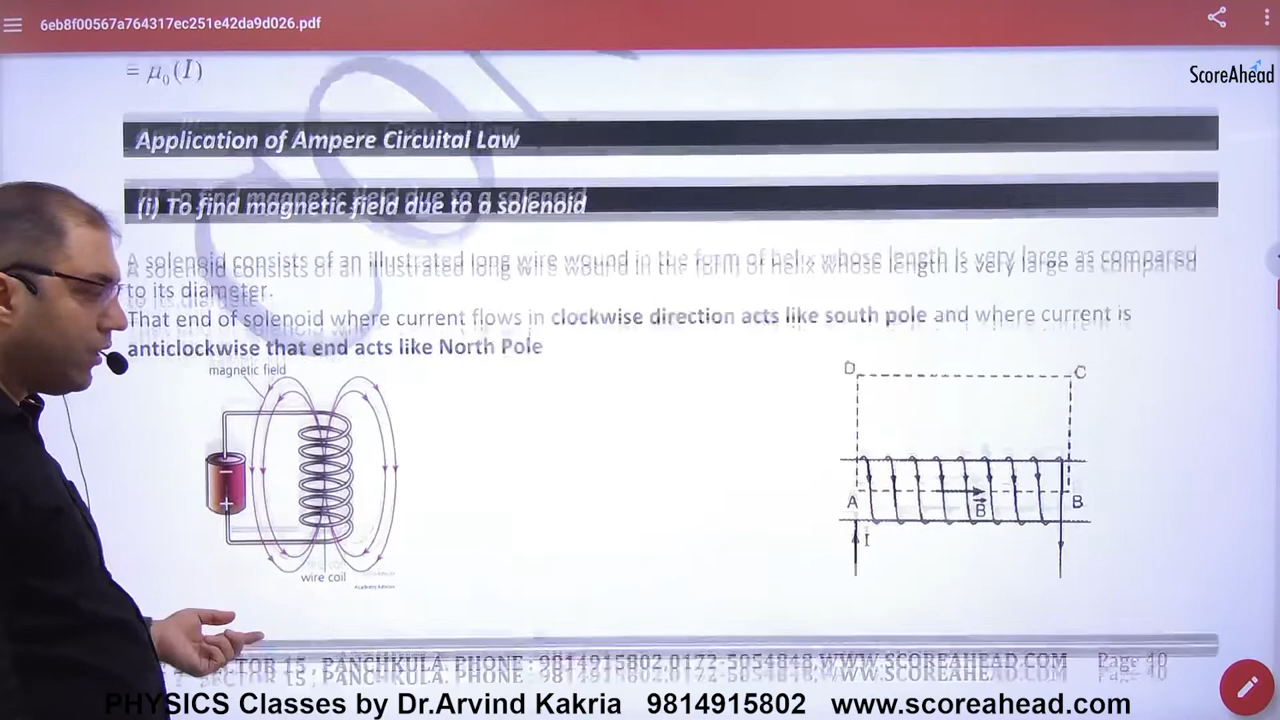 6eb8f00567a764317ec251e42da9d026.pdf
ScoreAhead
= μ₀(I)
Application of Ampere Circuital Law
(i) To find magnetic field due to a solenoid
A solenoid consists of an illustrated long wire wound in the form of helix whose length is very large as compared
to its diameter.
That end of solenoid where current flows in clockwise direction acts like south pole and where current is
anticlockwise that end acts like North Pole
magnetic field
−
+
wire coil
D C
A B
B⃗
I
SECTOR 15, PANCHKULA, PHONE : 9814915802,0172-5054848,WWW.SCOREAHEAD.COM Page 40
PHYSICS Classes by Dr.Arvind Kakria 9814915802 www.scoreahead.com